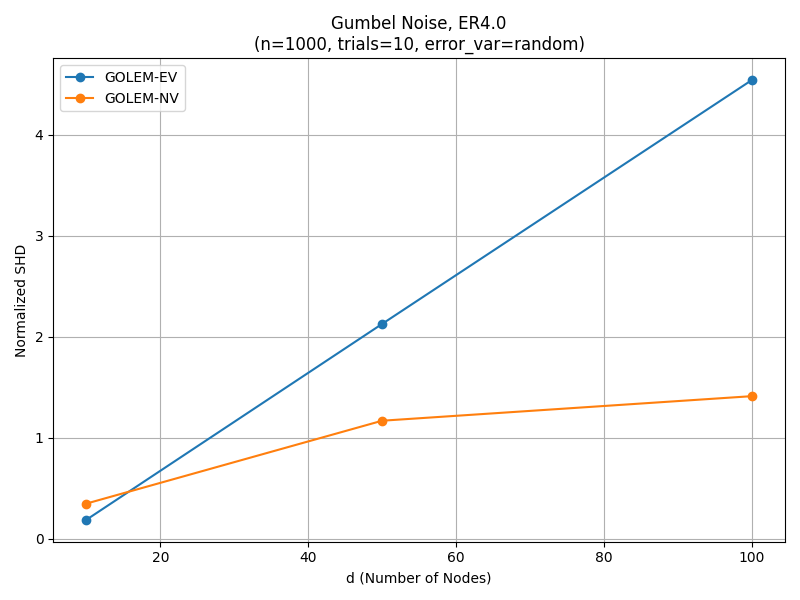 Gumbel Noise, ER4.0
(n=1000, trials=10, error_var=random)
GOLEM-EV
GOLEM-NV
Normalized SHD
4
3
2
1
0
20 40 60 80 100
d (Number of Nodes)